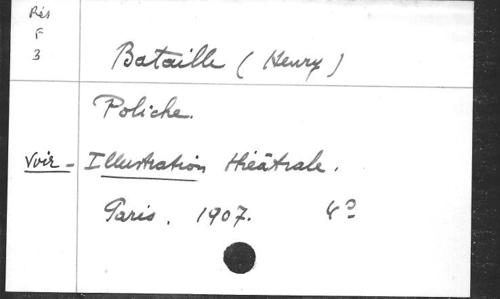 Rés
F
3
Bataille (Henry)
Poliche.
Voir - Illustration théâtrale.
Paris. 1907. 4°